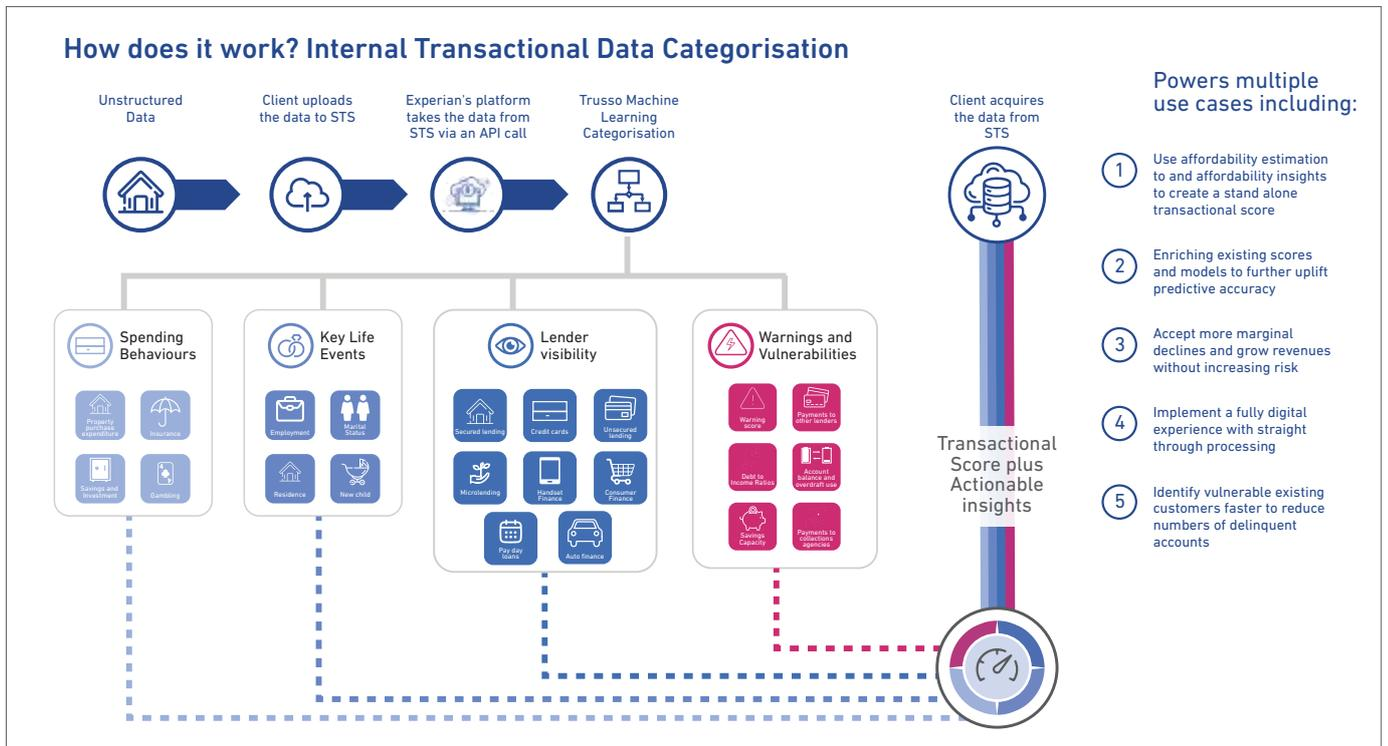 How does it work? Internal Transactional Data Categorisation
Unstructured
Data
Client uploads
the data to STS
Experian's platform
takes the data from
STS via an API call
Trusso Machine
Learning
Categorisation
Client acquires
the data from
STS
Powers multiple
use cases including:
1
Use affordability estimation
to and affordability insights
to create a stand alone
transactional score
2
Enriching existing scores
and models to further uplift
predictive accuracy
3
Accept more marginal
declines and grow revenues
without increasing risk
4
Implement a fully digital
experience with straight
through processing
5
Identify vulnerable existing
customers faster to reduce
numbers of delinquent
accounts
Spending
Behaviours
Property
purchase
expenditure
Insurance
Savings and
Investment
Gambling
Key Life
Events
Employment
Marital
Status
Residence
New child
Lender
visibility
Secured lending
Credit cards
Unsecured
lending
Microlending
Handset
Finance
Consumer
Finance
Pay day
loans
Auto finance
Warnings and
Vulnerabilities
Warning
score
Payments to
other lenders
Debt to
Income Ratios
Account
balance and
overdraft use
Savings
Capacity
Payments to
collections
agencies
Transactional
Score plus
Actionable
insights